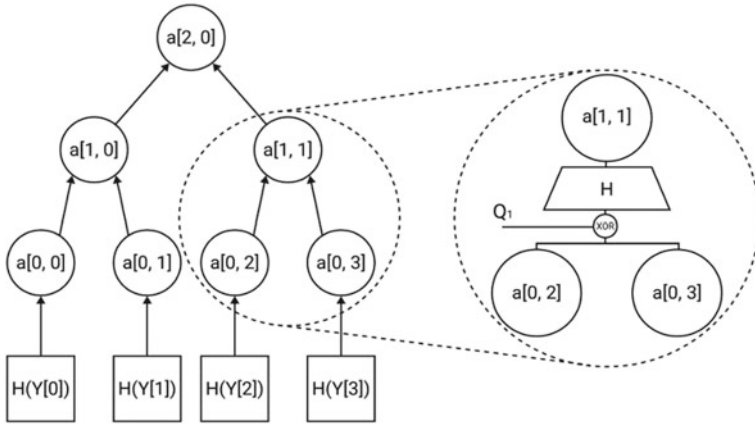 a[2, 0]
a[1, 0]
a[1, 1]
a[0, 0]
a[0, 1]
a[0, 2]
a[0, 3]
H(Y[0])
H(Y[1])
H(Y[2])
H(Y[3])
a[1, 1]
H
Q₁
XOR
a[0, 2]
a[0, 3]